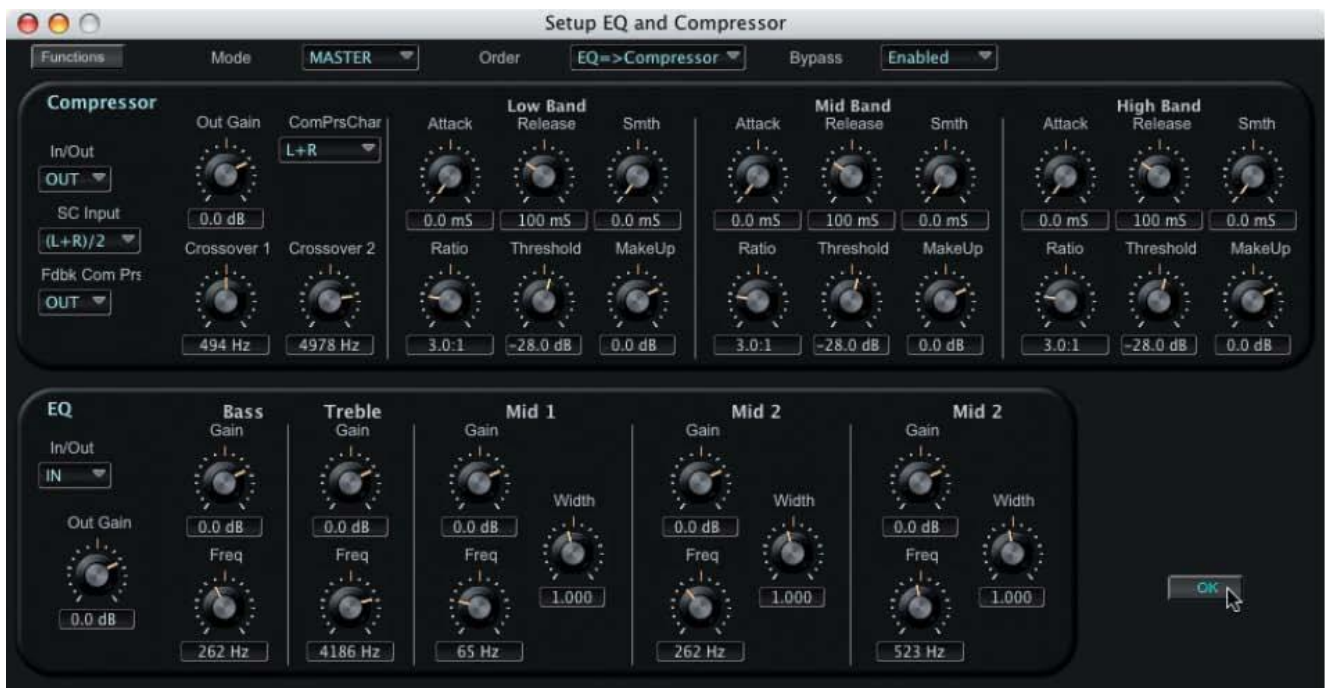 Setup EQ and Compressor
Functions Mode MASTER Order EQ=>Compressor Bypass Enabled
Compressor
Low Band Mid Band High Band
Out Gain ComPrsChar Attack Release Smth Attack Release Smth Attack Release Smth
In/Out L+R
OUT
SC Input 0.0 dB 0.0 mS 100 mS 0.0 mS 0.0 mS 100 mS 0.0 mS 0.0 mS 100 mS 0.0 mS
(L+R)/2
Crossover 1 Crossover 2 Ratio Threshold MakeUp Ratio Threshold MakeUp Ratio Threshold MakeUp
Fdbk Com Prs
OUT
494 Hz 4978 Hz 3.0:1 -28.0 dB 0.0 dB 3.0:1 -28.0 dB 0.0 dB 3.0:1 -28.0 dB 0.0 dB
EQ Bass Treble Mid 1 Mid 2 Mid 2
Gain Gain Gain Gain Gain
In/Out
IN
Width Width Width
Out Gain 0.0 dB 0.0 dB 0.0 dB 0.0 dB 0.0 dB
Freq Freq Freq Freq Freq
1.000 1.000 1.000
OK
0.0 dB
262 Hz 4186 Hz 65 Hz 262 Hz 523 Hz